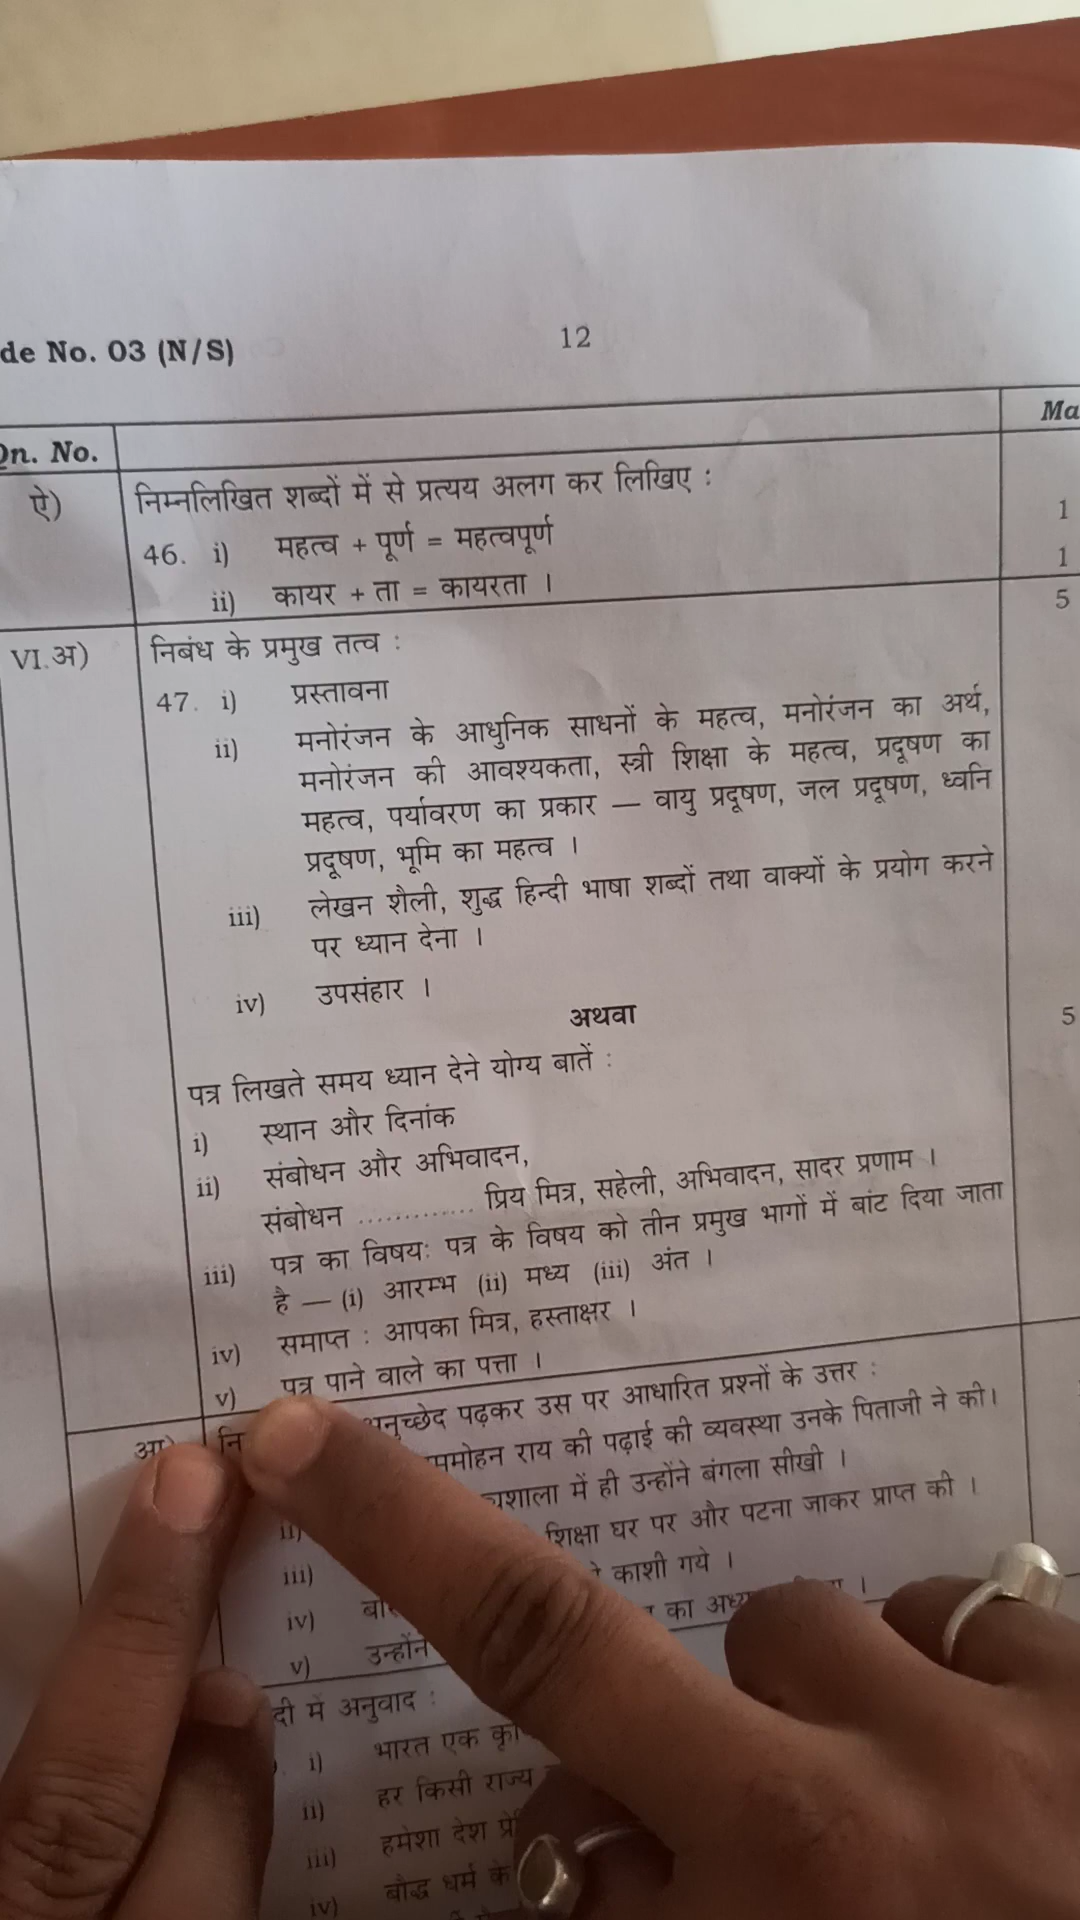 de No. 03 (N/S)
12
Qn. No.
Ma
ऐ)
निम्नलिखित शब्दों में से प्रत्यय अलग कर लिखिए :
46. i) महत्व + पूर्ण = महत्वपूर्ण 1
ii) कायर + ता = कायरता । 1
VI.अ) निबंध के प्रमुख तत्व : 5
47. i) प्रस्तावना
ii) मनोरंजन के आधुनिक साधनों के महत्व, मनोरंजन का अर्थ,
मनोरंजन की आवश्यकता, स्त्री शिक्षा के महत्व, प्रदूषण का
महत्व, पर्यावरण का प्रकार — वायु प्रदूषण, जल प्रदूषण, ध्वनि
प्रदूषण, भूमि का महत्व ।
iii) लेखन शैली, शुद्ध हिन्दी भाषा शब्दों तथा वाक्यों के प्रयोग करने
पर ध्यान देना ।
iv) उपसंहार ।
अथवा
5
पत्र लिखते समय ध्यान देने योग्य बातें :
i) स्थान और दिनांक
ii) संबोधन और अभिवादन,
संबोधन ............. प्रिय मित्र, सहेली, अभिवादन, सादर प्रणाम ।
iii) पत्र का विषयः पत्र के विषय को तीन प्रमुख भागों में बांट दिया जाता
है — (i) आरम्भ (ii) मध्य (iii) अंत ।
iv) समाप्त : आपका मित्र, हस्ताक्षर ।
v) पत्र पाने वाले का पत्ता ।
आ) नि अनुच्छेद पढ़कर उस पर आधारित प्रश्नों के उत्तर :
मोहन राय की पढ़ाई की व्यवस्था उनके पिताजी ने की।
शाला में ही उन्होंने बंगला सीखी ।
ii) शिक्षा घर पर और पटना जाकर प्राप्त की ।
iii) काशी गये ।
iv) का
v) उन्होंने
दी में अनुवाद :
i) भारत एक
ii) हर किसी राज्य
iii) हमेशा देश
iv) बौद्ध धर्म के